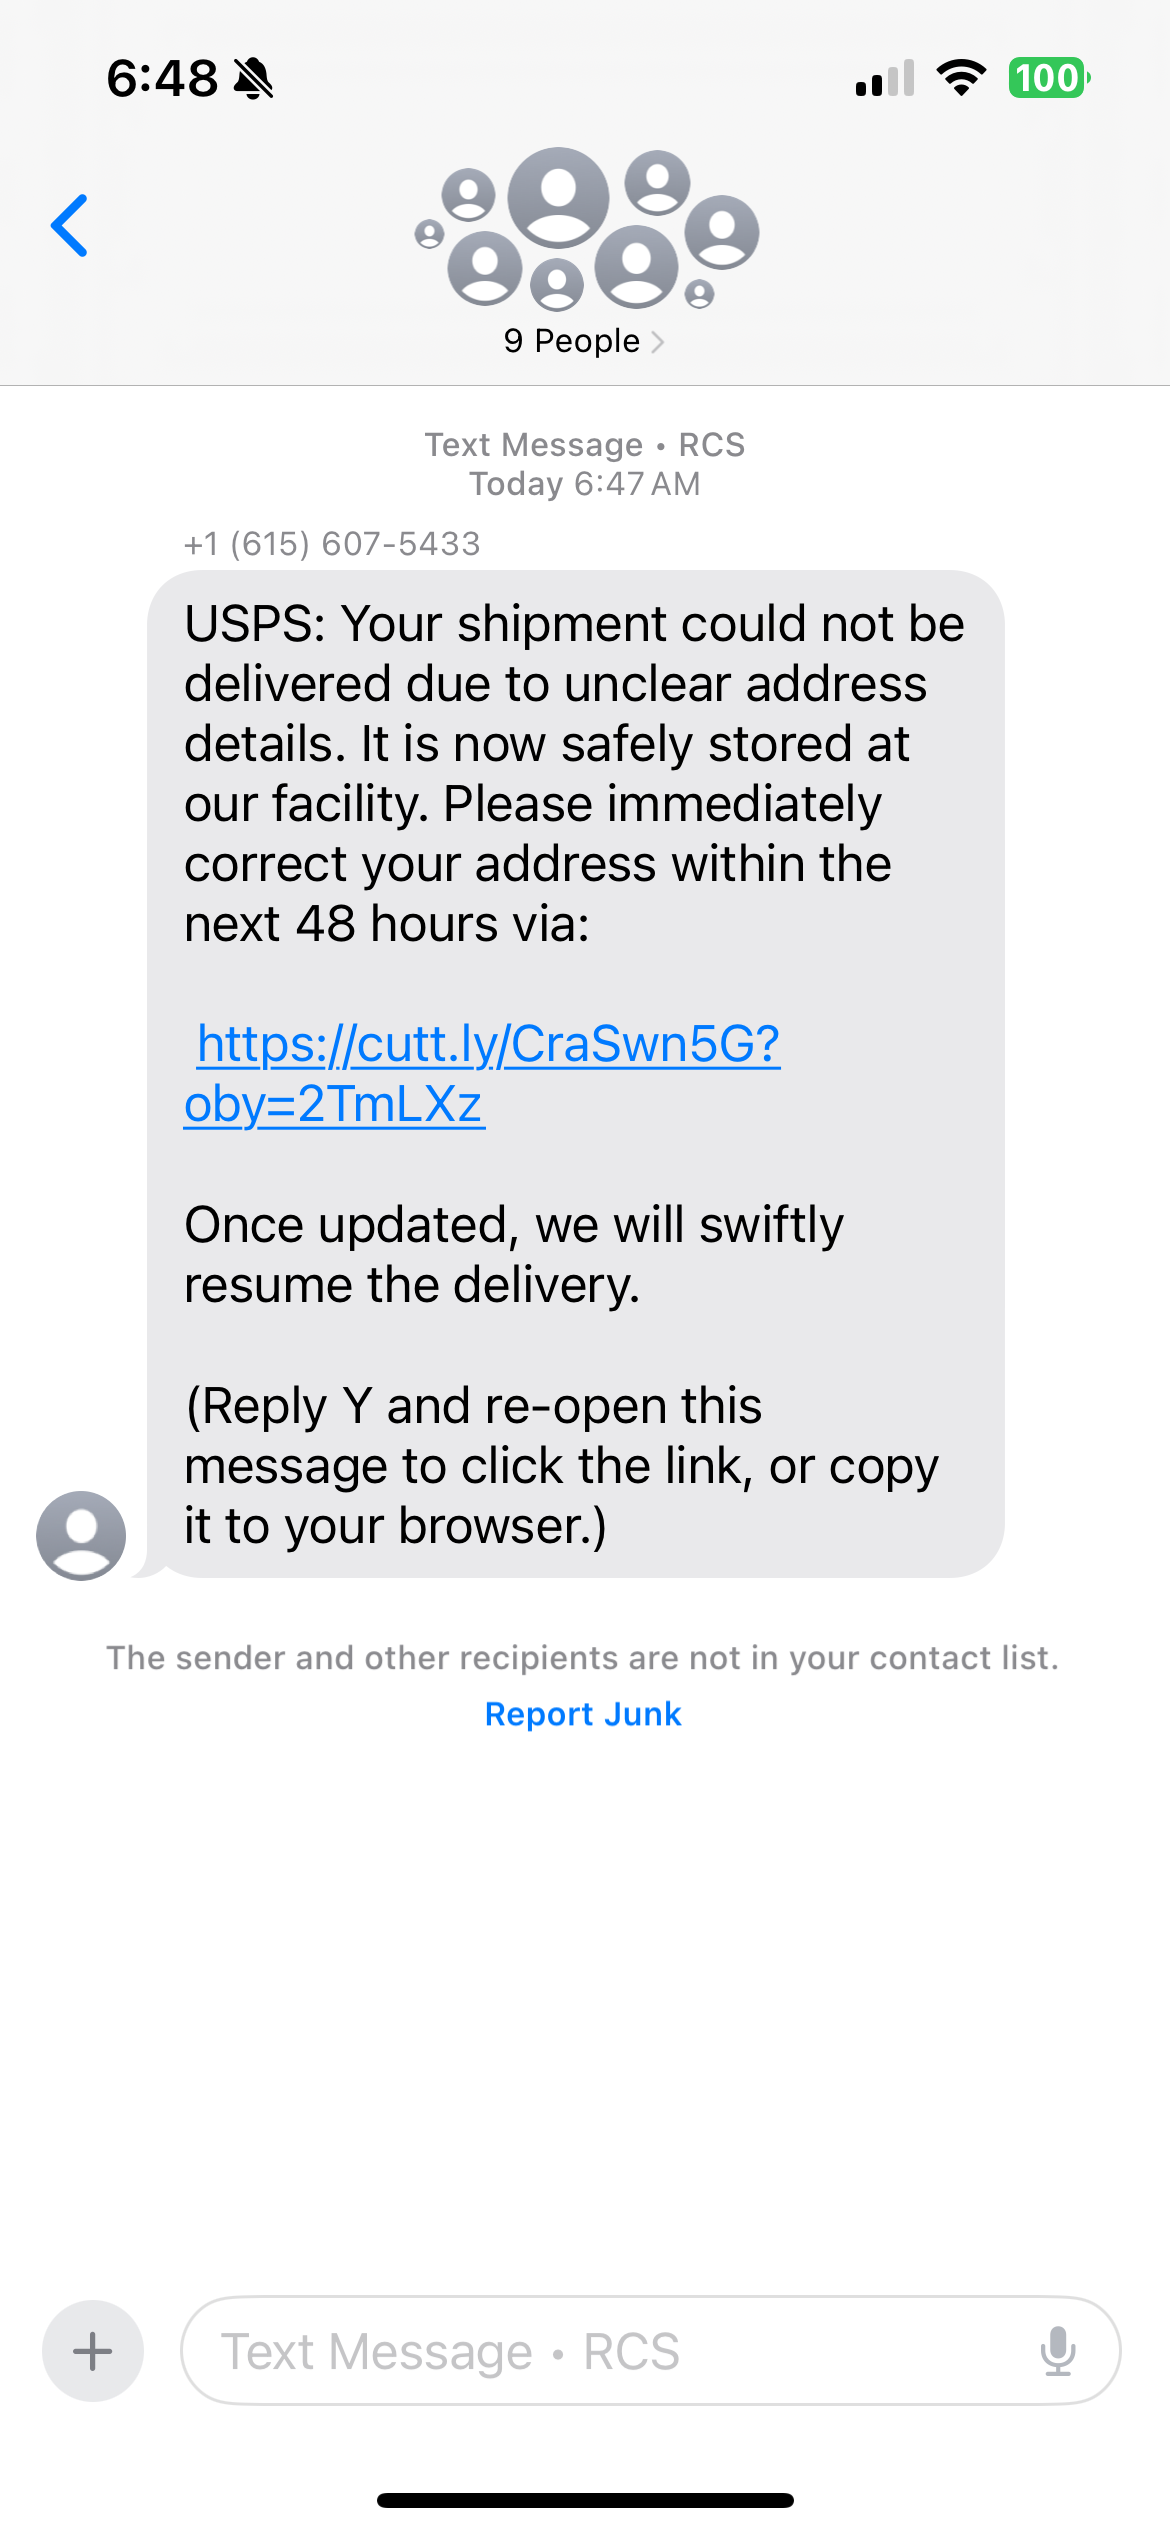 6:48
100
9 People
Text Message • RCS
Today 6:47 AM
+1 (615) 607-5433
USPS: Your shipment could not be
delivered due to unclear address
details. It is now safely stored at
our facility. Please immediately
correct your address within the
next 48 hours via:
https://cutt.ly/CraSwn5G?
oby=2TmLXz
Once updated, we will swiftly
resume the delivery.
(Reply Y and re-open this
message to click the link, or copy
it to your browser.)
The sender and other recipients are not in your contact list.
Report Junk
Text Message • RCS